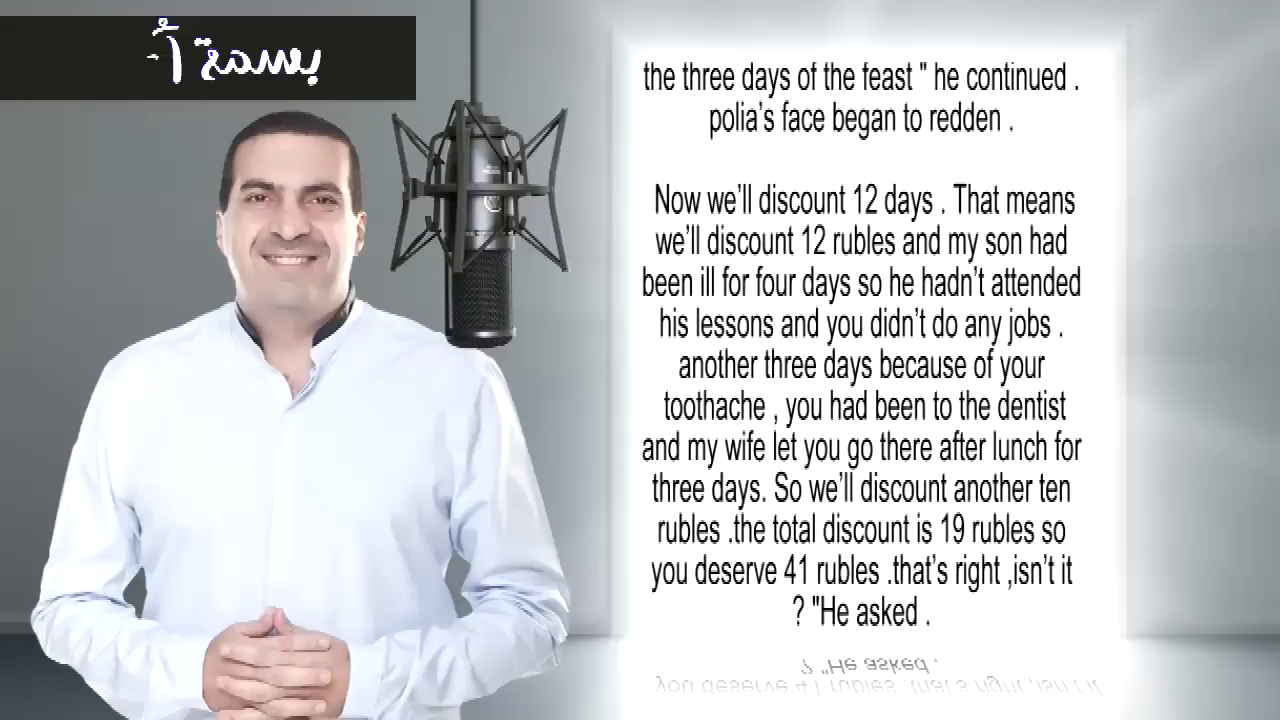 بسمة أ.
the three days of the feast " he continued .
polia's face began to redden .
Now we'll discount 12 days . That means
we'll discount 12 rubles and my son had
been ill for four days so he hadn't attended
his lessons and you didn't do any jobs .
another three days because of your
toothache , you had been to the dentist
and my wife let you go there after lunch for
three days. So we'll discount another ten
rubles .the total discount is 19 rubles so
you deserve 41 rubles .that's right ,isn't it
? "He asked .